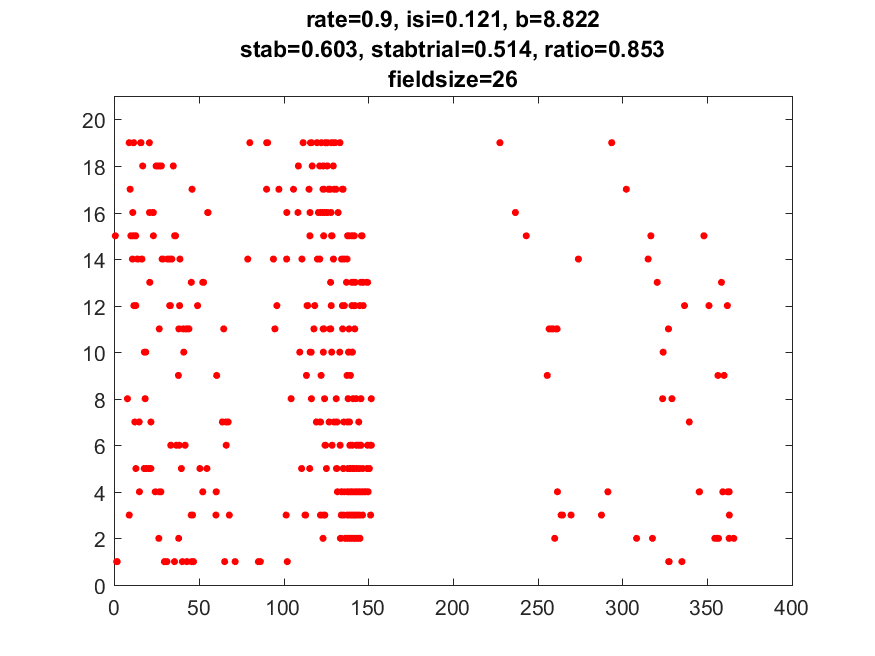 rate=0.9, isi=0.121, b=8.822
stab=0.603, stabtrial=0.514, ratio=0.853
fieldsize=26
20
18
16
14
12
10
8
6
4
2
0
0 50 100 150 200 250 300 350 400